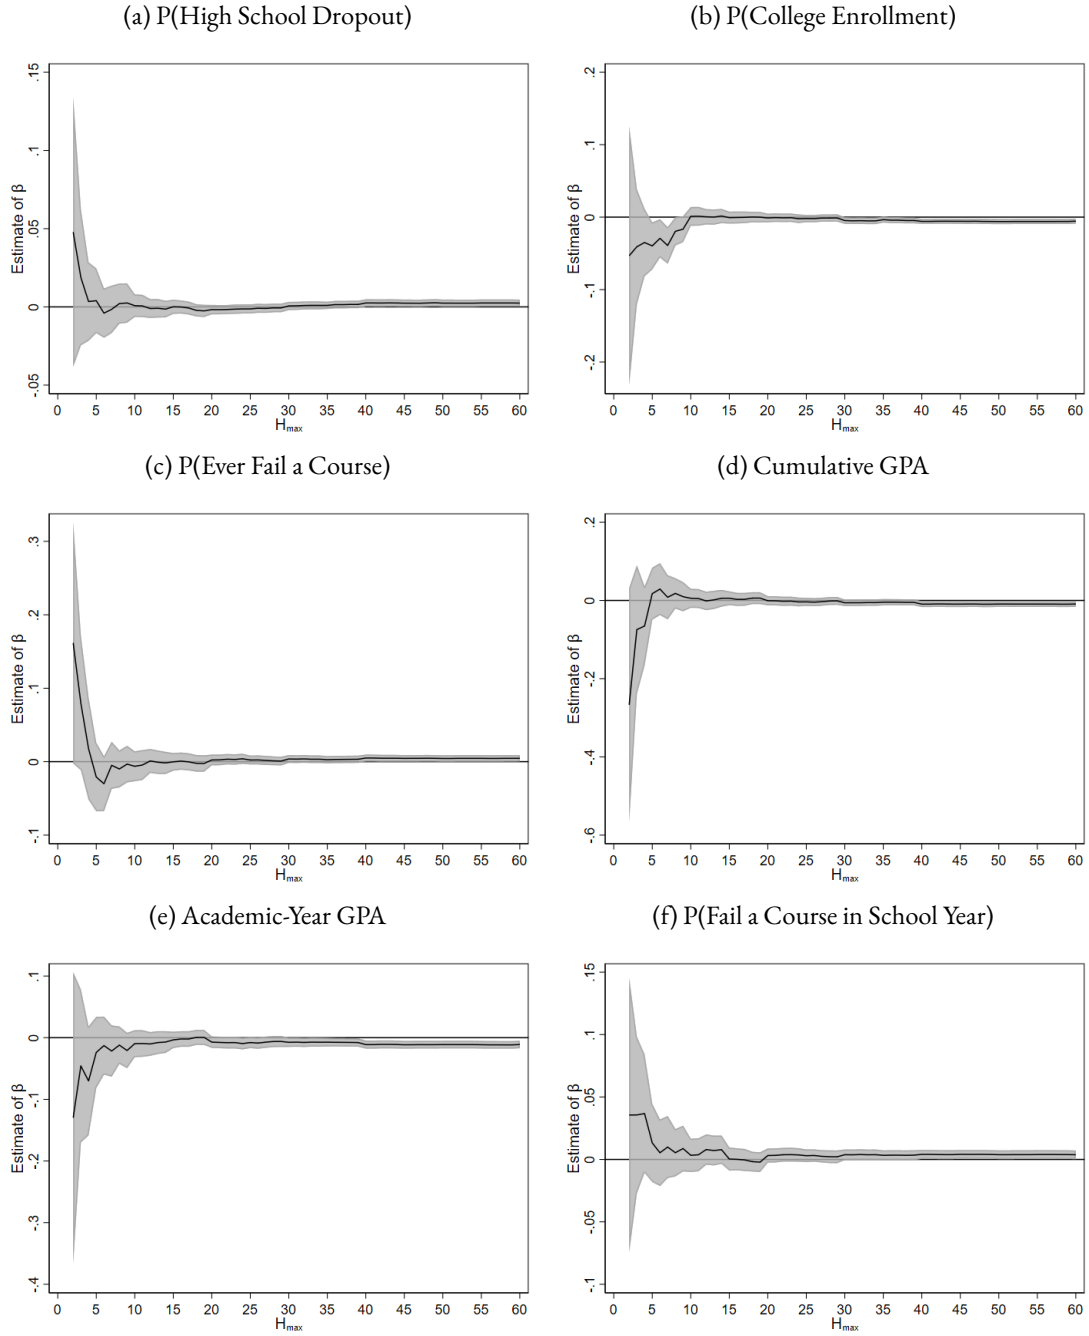 (a) P(High School Dropout)
.15
.1
.05
0
-.05
Estimate of β
0 5 10 15 20 25 30 35 40 45 50 55 60
Hmax
(b) P(College Enrollment)
.2
.1
0
-.1
-.2
Estimate of β
0 5 10 15 20 25 30 35 40 45 50 55 60
Hmax
(c) P(Ever Fail a Course)
.3
.2
.1
0
-.1
Estimate of β
0 5 10 15 20 25 30 35 40 45 50 55 60
Hmax
(d) Cumulative GPA
.2
0
-.2
-.4
-.6
Estimate of β
0 5 10 15 20 25 30 35 40 45 50 55 60
Hmax
(e) Academic-Year GPA
.1
0
-.1
-.2
-.3
-.4
Estimate of β
0 5 10 15 20 25 30 35 40 45 50 55 60
Hmax
(f) P(Fail a Course in School Year)
.15
.1
.05
0
-.05
-.1
Estimate of β
0 5 10 15 20 25 30 35 40 45 50 55 60
Hmax